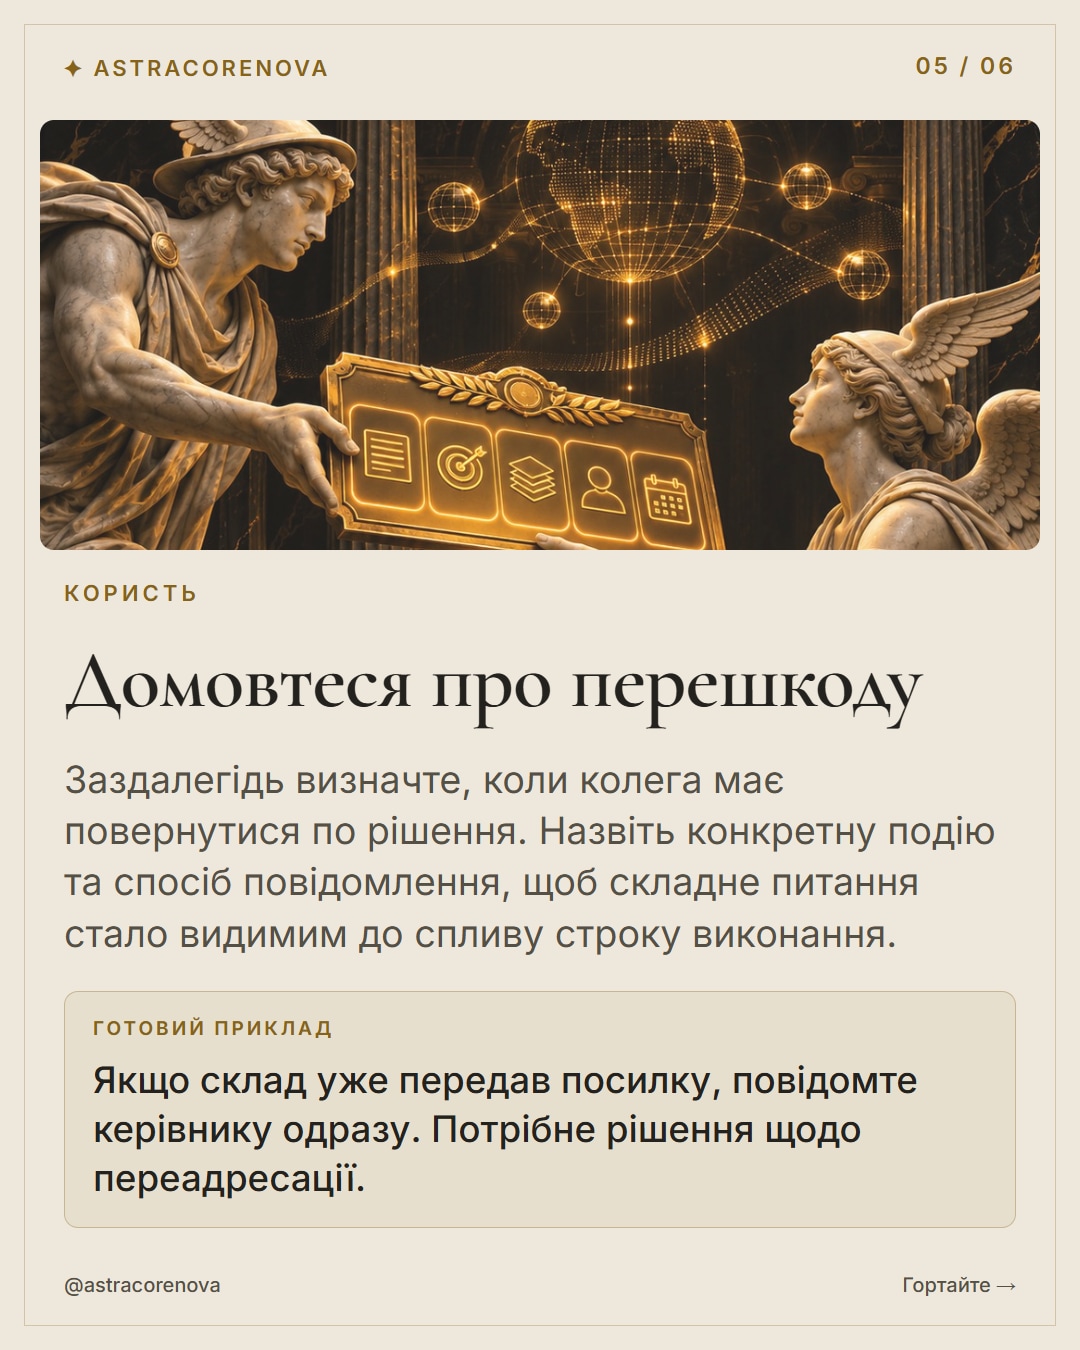 ✦ ASTRACORENOVA
05 / 06
КОРИСТЬ
Домовтеся про перешкоду
Заздалегідь визначте, коли колега має
повернутися по рішення. Назвіть конкретну подію
та спосіб повідомлення, щоб складне питання
стало видимим до спливу строку виконання.
ГОТОВИЙ ПРИКЛАД
Якщо склад уже передав посилку, повідомте
керівнику одразу. Потрібне рішення щодо
переадресації.
@astracorenova
Гортайте →